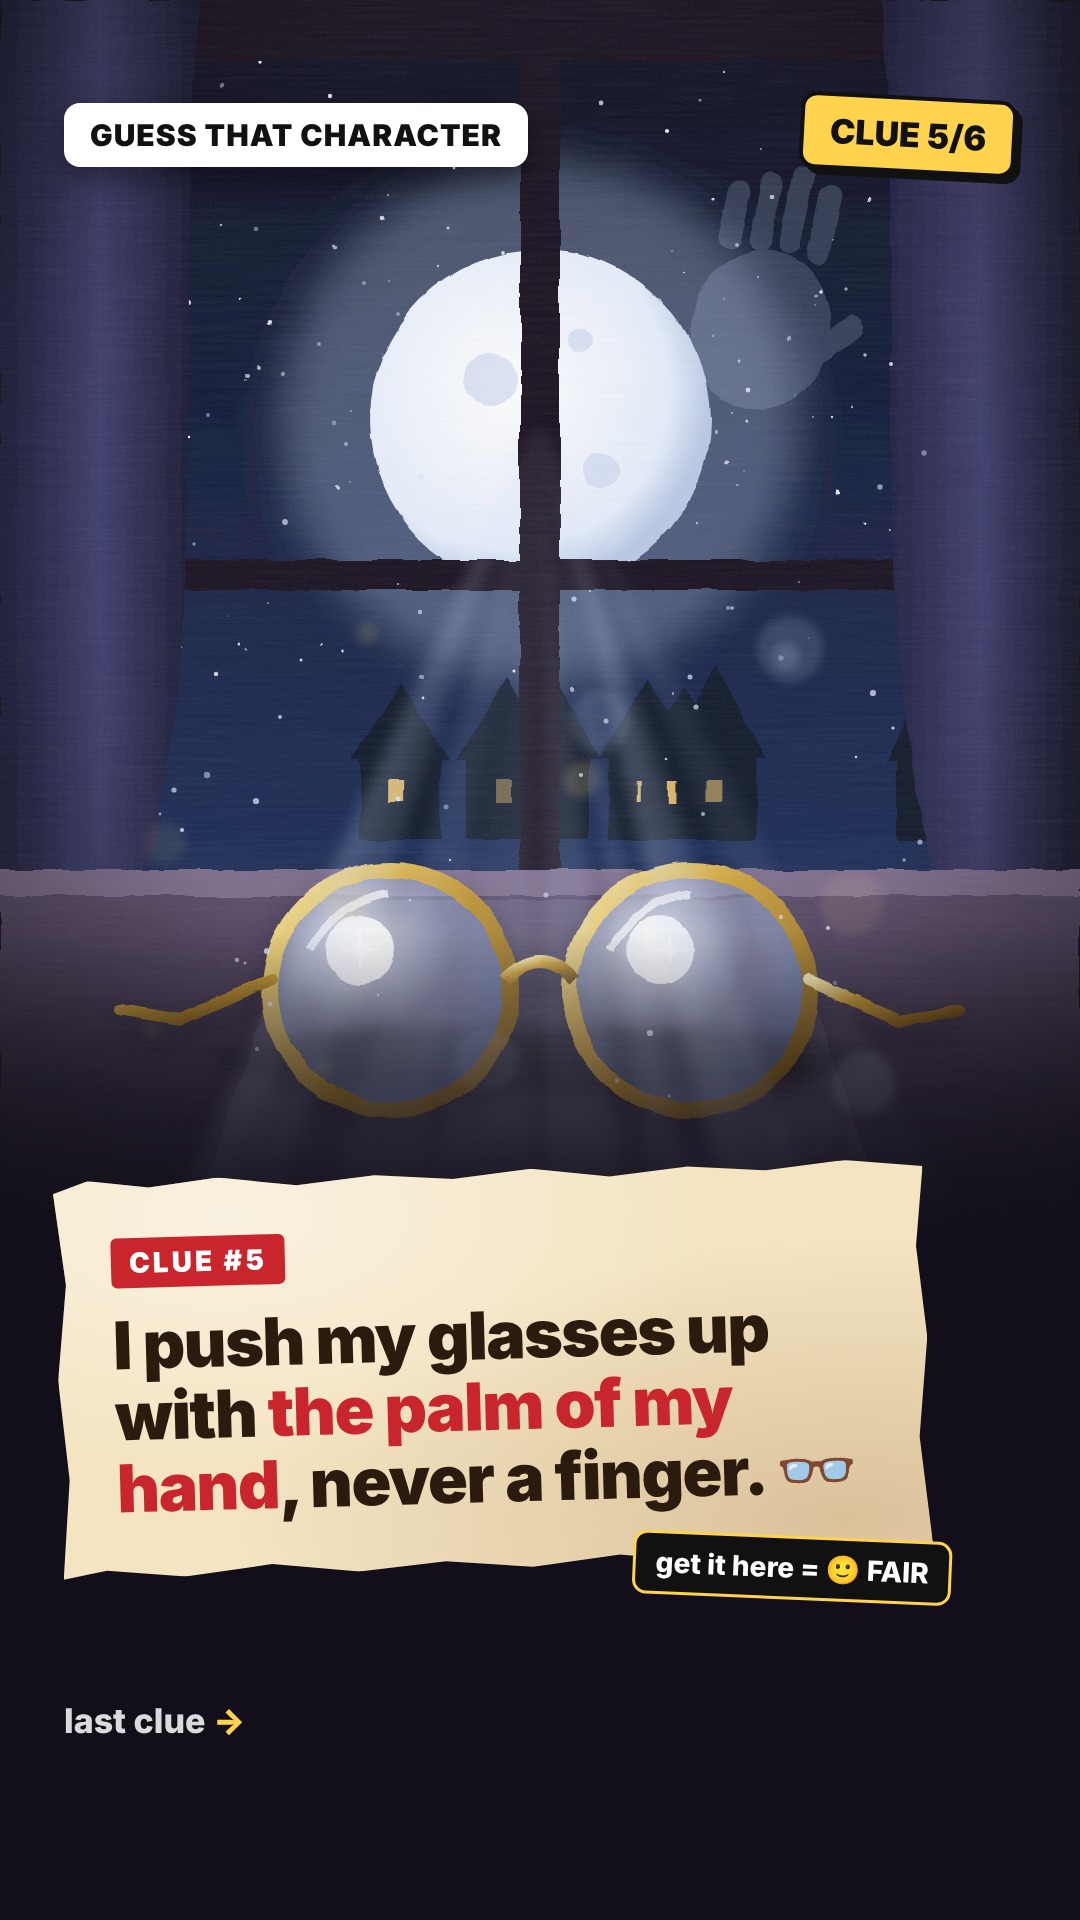 GUESS THAT CHARACTER
CLUE 5/6
CLUE #5
I push my glasses up
with the palm of my
hand, never a finger. 👓
get it here = 🙂 FAIR
last clue →